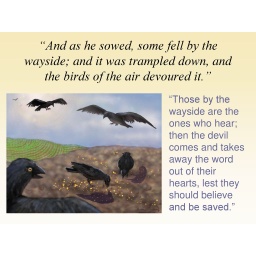 “And as he sowed, some fell by the
wayside; and it was trampled down, and
the birds of the air devoured it.”
“Those by the
wayside are the
ones who hear;
then the devil
comes and takes
away the word
out of their
hearts, lest they
should believe
and be saved.”